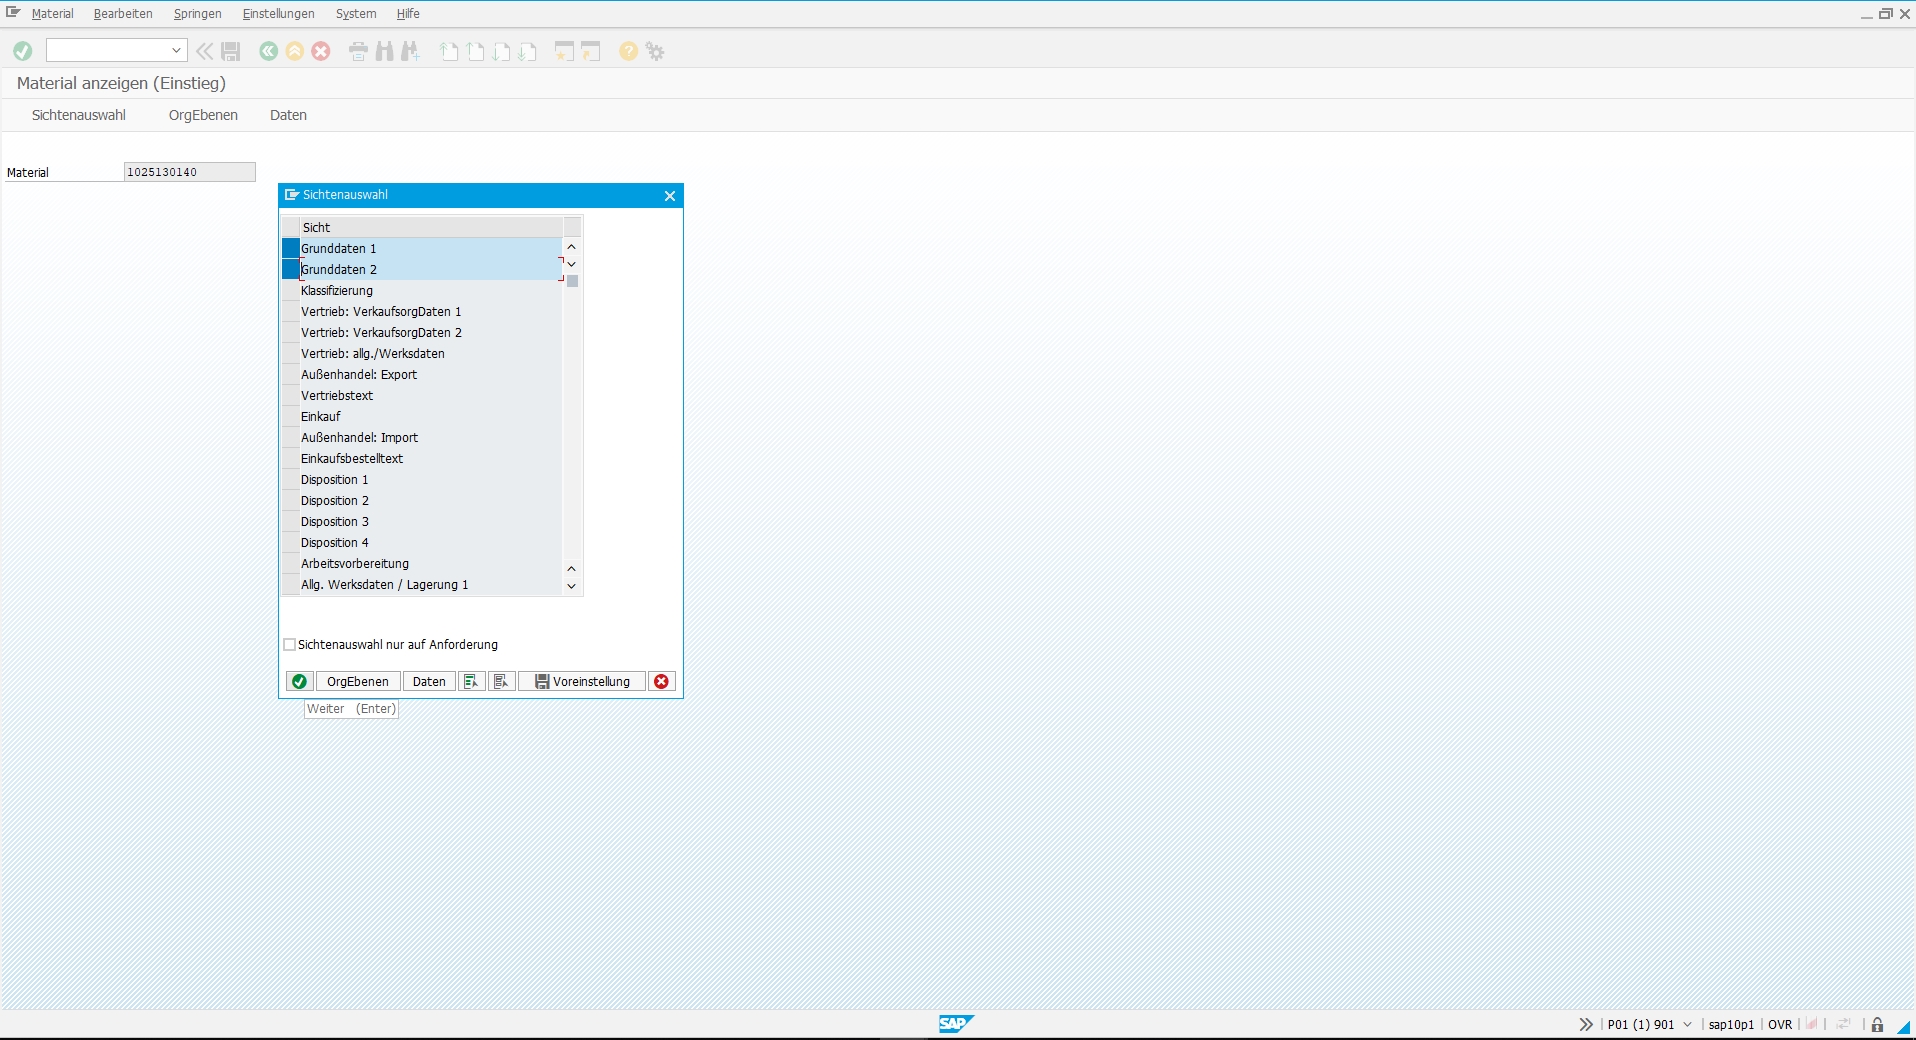 Material Bearbeiten Springen Einstellungen System Hilfe
Material anzeigen (Einstieg)
Sichtenauswahl OrgEbenen Daten
Material 1025130140
Sichtenauswahl
Sicht
Grunddaten 1
Grunddaten 2
Klassifizierung
Vertrieb: VerkaufsorgDaten 1
Vertrieb: VerkaufsorgDaten 2
Vertrieb: allg./Werksdaten
Außenhandel: Export
Vertriebstext
Einkauf
Außenhandel: Import
Einkaufsbestelltext
Disposition 1
Disposition 2
Disposition 3
Disposition 4
Arbeitsvorbereitung
Allg. Werksdaten / Lagerung 1
Sichtenauswahl nur auf Anforderung
OrgEbenen Daten Voreinstellung
Weiter (Enter)
SAP P01 (1) 901 sap10p1 OVR